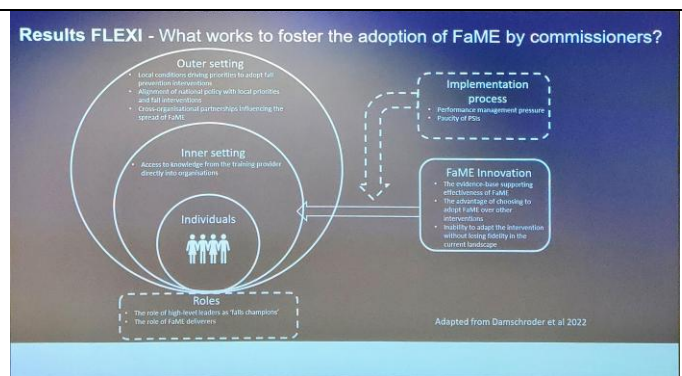 Results FLEXI - What works to foster the adoption of FaME by commissioners?
Outer setting
• Local conditions driving priorities to adopt fall
prevention interventions
• Alignment of national policy with local priorities
and fall interventions
• Cross-organisational partnerships influencing the
spread of FaME
Inner setting
• Access to knowledge from the training provider
directly into organisations
Individuals
Roles
• The role of high-level leaders as 'falls champions'
• The role of FaME deliverers
Implementation
process
• Performance management pressure
• Paucity of PSIs
FaME Innovation
• The evidence-base supporting
effectiveness of FaME
• The advantage of choosing to
adopt FaME over other
interventions
• Inability to adapt the intervention
without losing fidelity in the
current landscape
Adapted from Damschroder et al 2022